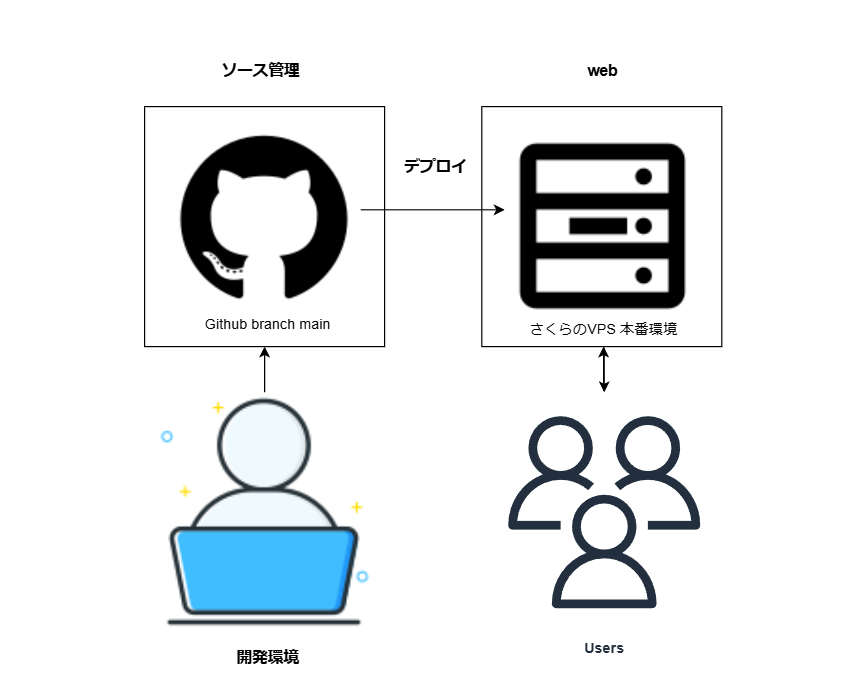 ソース管理
web
デプロイ
Github branch main
さくらのVPS 本番環境
開発環境
Users